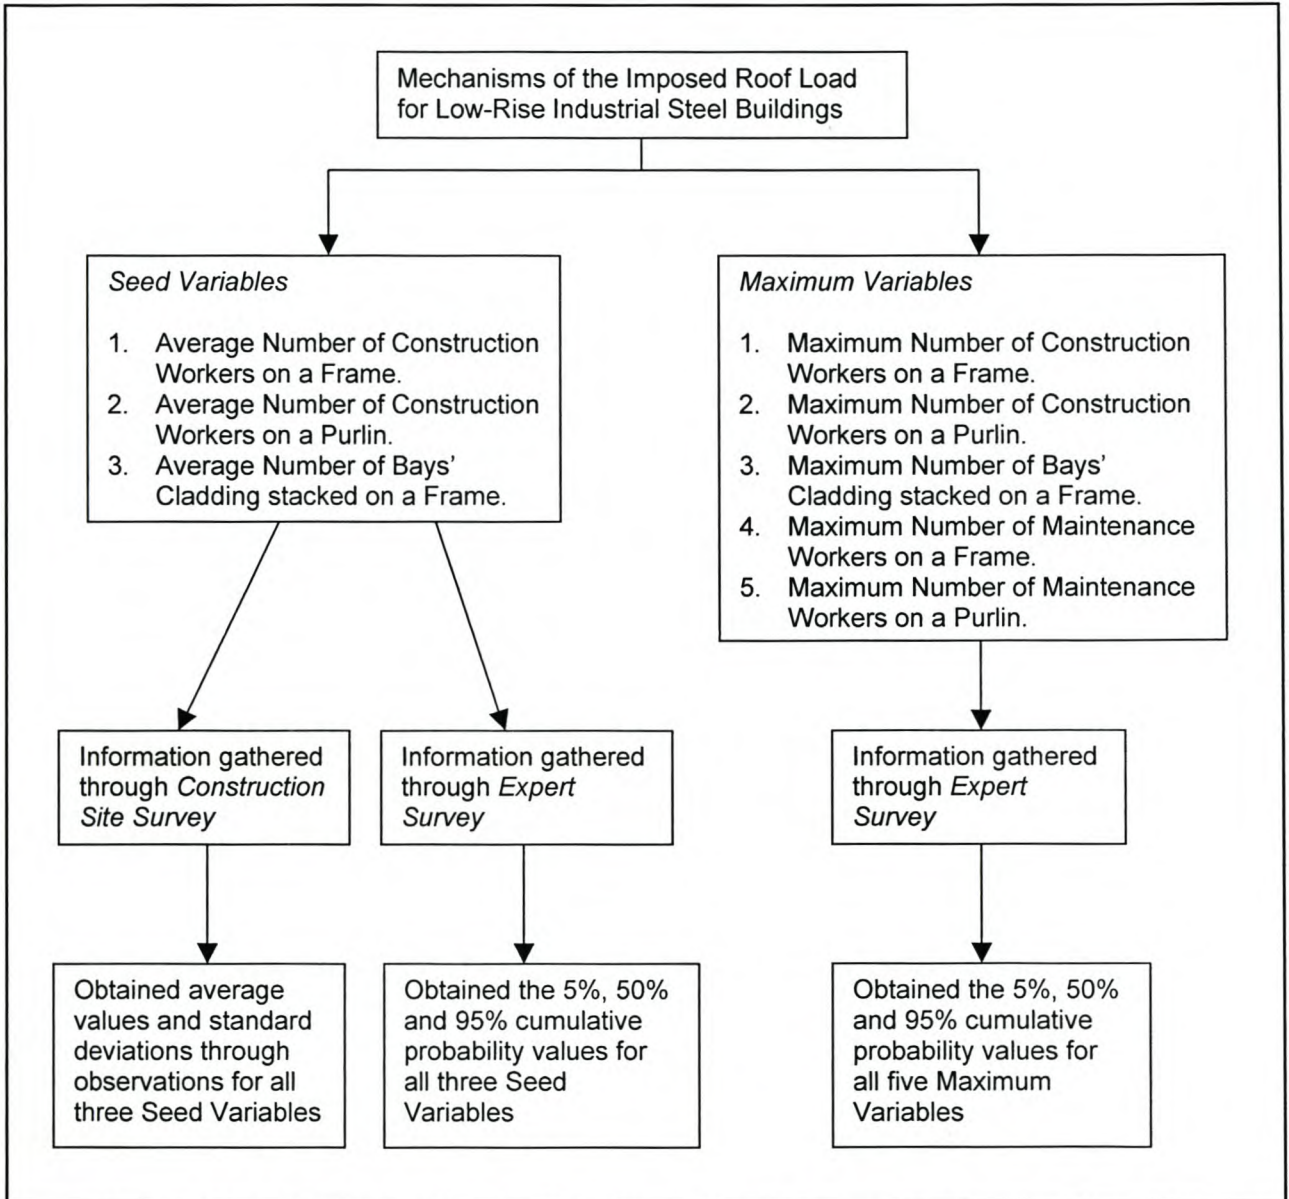 Mechanisms of the Imposed Roof Load
for Low-Rise Industrial Steel Buildings
Seed Variables
1. Average Number of Construction
Workers on a Frame.
2. Average Number of Construction
Workers on a Purlin.
3. Average Number of Bays'
Cladding stacked on a Frame.
Maximum Variables
1. Maximum Number of Construction
Workers on a Frame.
2. Maximum Number of Construction
Workers on a Purlin.
3. Maximum Number of Bays'
Cladding stacked on a Frame.
4. Maximum Number of Maintenance
Workers on a Frame.
5. Maximum Number of Maintenance
Workers on a Purlin.
Information gathered
through Construction
Site Survey
Information gathered
through Expert
Survey
Information gathered
through Expert
Survey
Obtained average
values and standard
deviations through
observations for all
three Seed Variables
Obtained the 5%, 50%
and 95% cumulative
probability values for
all three Seed
Variables
Obtained the 5%, 50%
and 95% cumulative
probability values for
all five Maximum
Variables